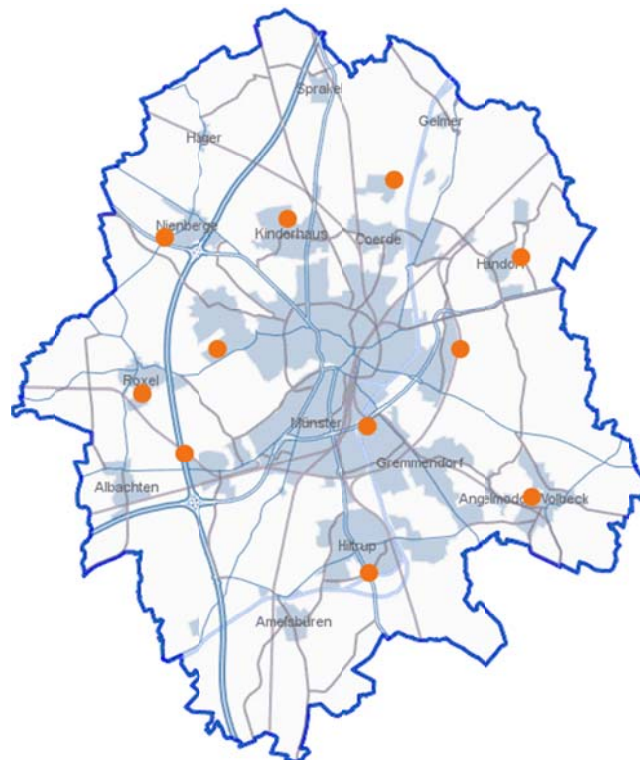 Sprakel
Gelmer
Häger
Nienberge
Kinderhaus
Coerde
Handorf
Roxel
Münster
Gremmendorf
Albachten
Angelmodde
Wolbeck
Hiltrup
Amelsbüren